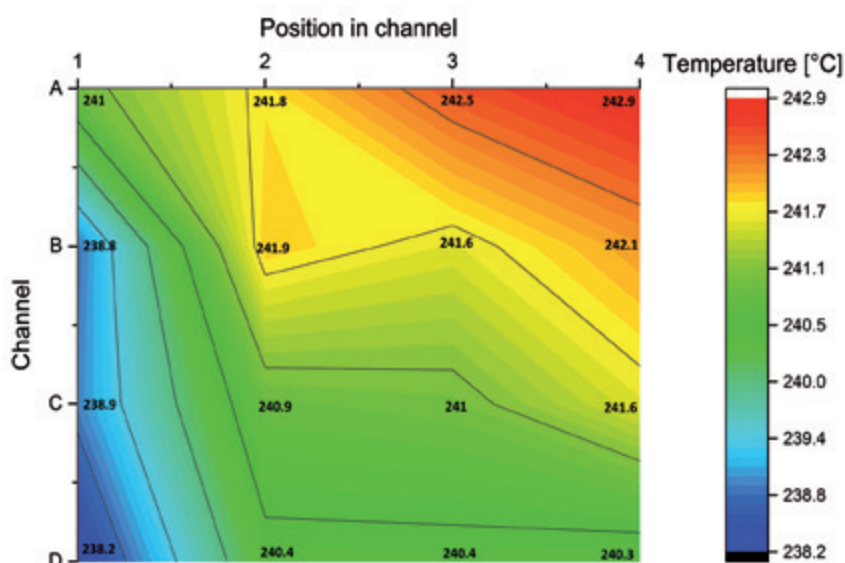 Position in channel
1 2 3 4
Temperature [°C]
A 241 241.8 242.5 242.9
B 238.8 241.9 241.6 242.1
Channel
C 238.9 240.9 241 241.6
D 238.2 240.4 240.4 240.3
242.9
242.3
241.7
241.1
240.5
240.0
239.4
238.8
238.2